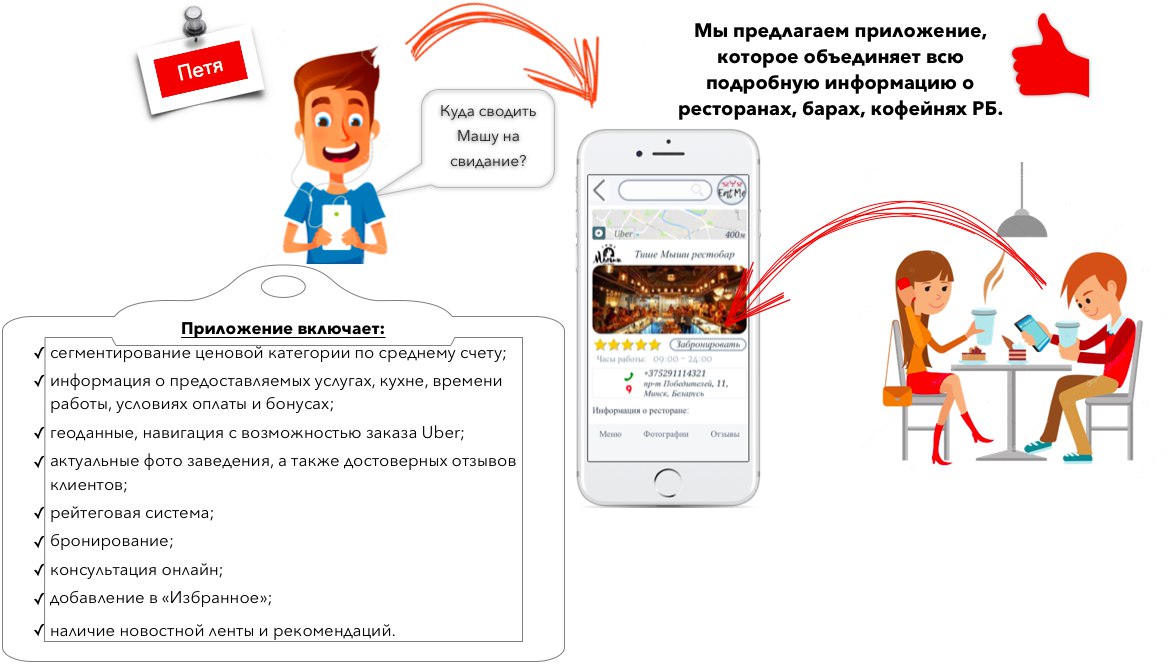 Петя
Куда сводить
Машу на
свидание?
Мы предлагаем приложение,
которое объединяет всю
подробную информацию о
ресторанах, барах, кофейнях РБ.
Eat Me
Uber
400м
Тише Мыши рестобар
Забронировать
Часы работы: 09:00 - 24:00
+375291114321
пр-т Победителей, 11,
Минск, Беларусь
Информация о ресторане:
Меню Фотографии Отзывы
Приложение включает:
✓ сегментирование ценовой категории по среднему счету;
✓ информация о предоставляемых услугах, кухне, времени
работы, условиях оплаты и бонусах;
✓ геоданные, навигация с возможностью заказа Uber;
✓ актуальные фото заведения, а также достоверных отзывов
клиентов;
✓ рейтеговая система;
✓ бронирование;
✓ консультация онлайн;
✓ добавление в «Избранное»;
✓ наличие новостной ленты и рекомендаций.